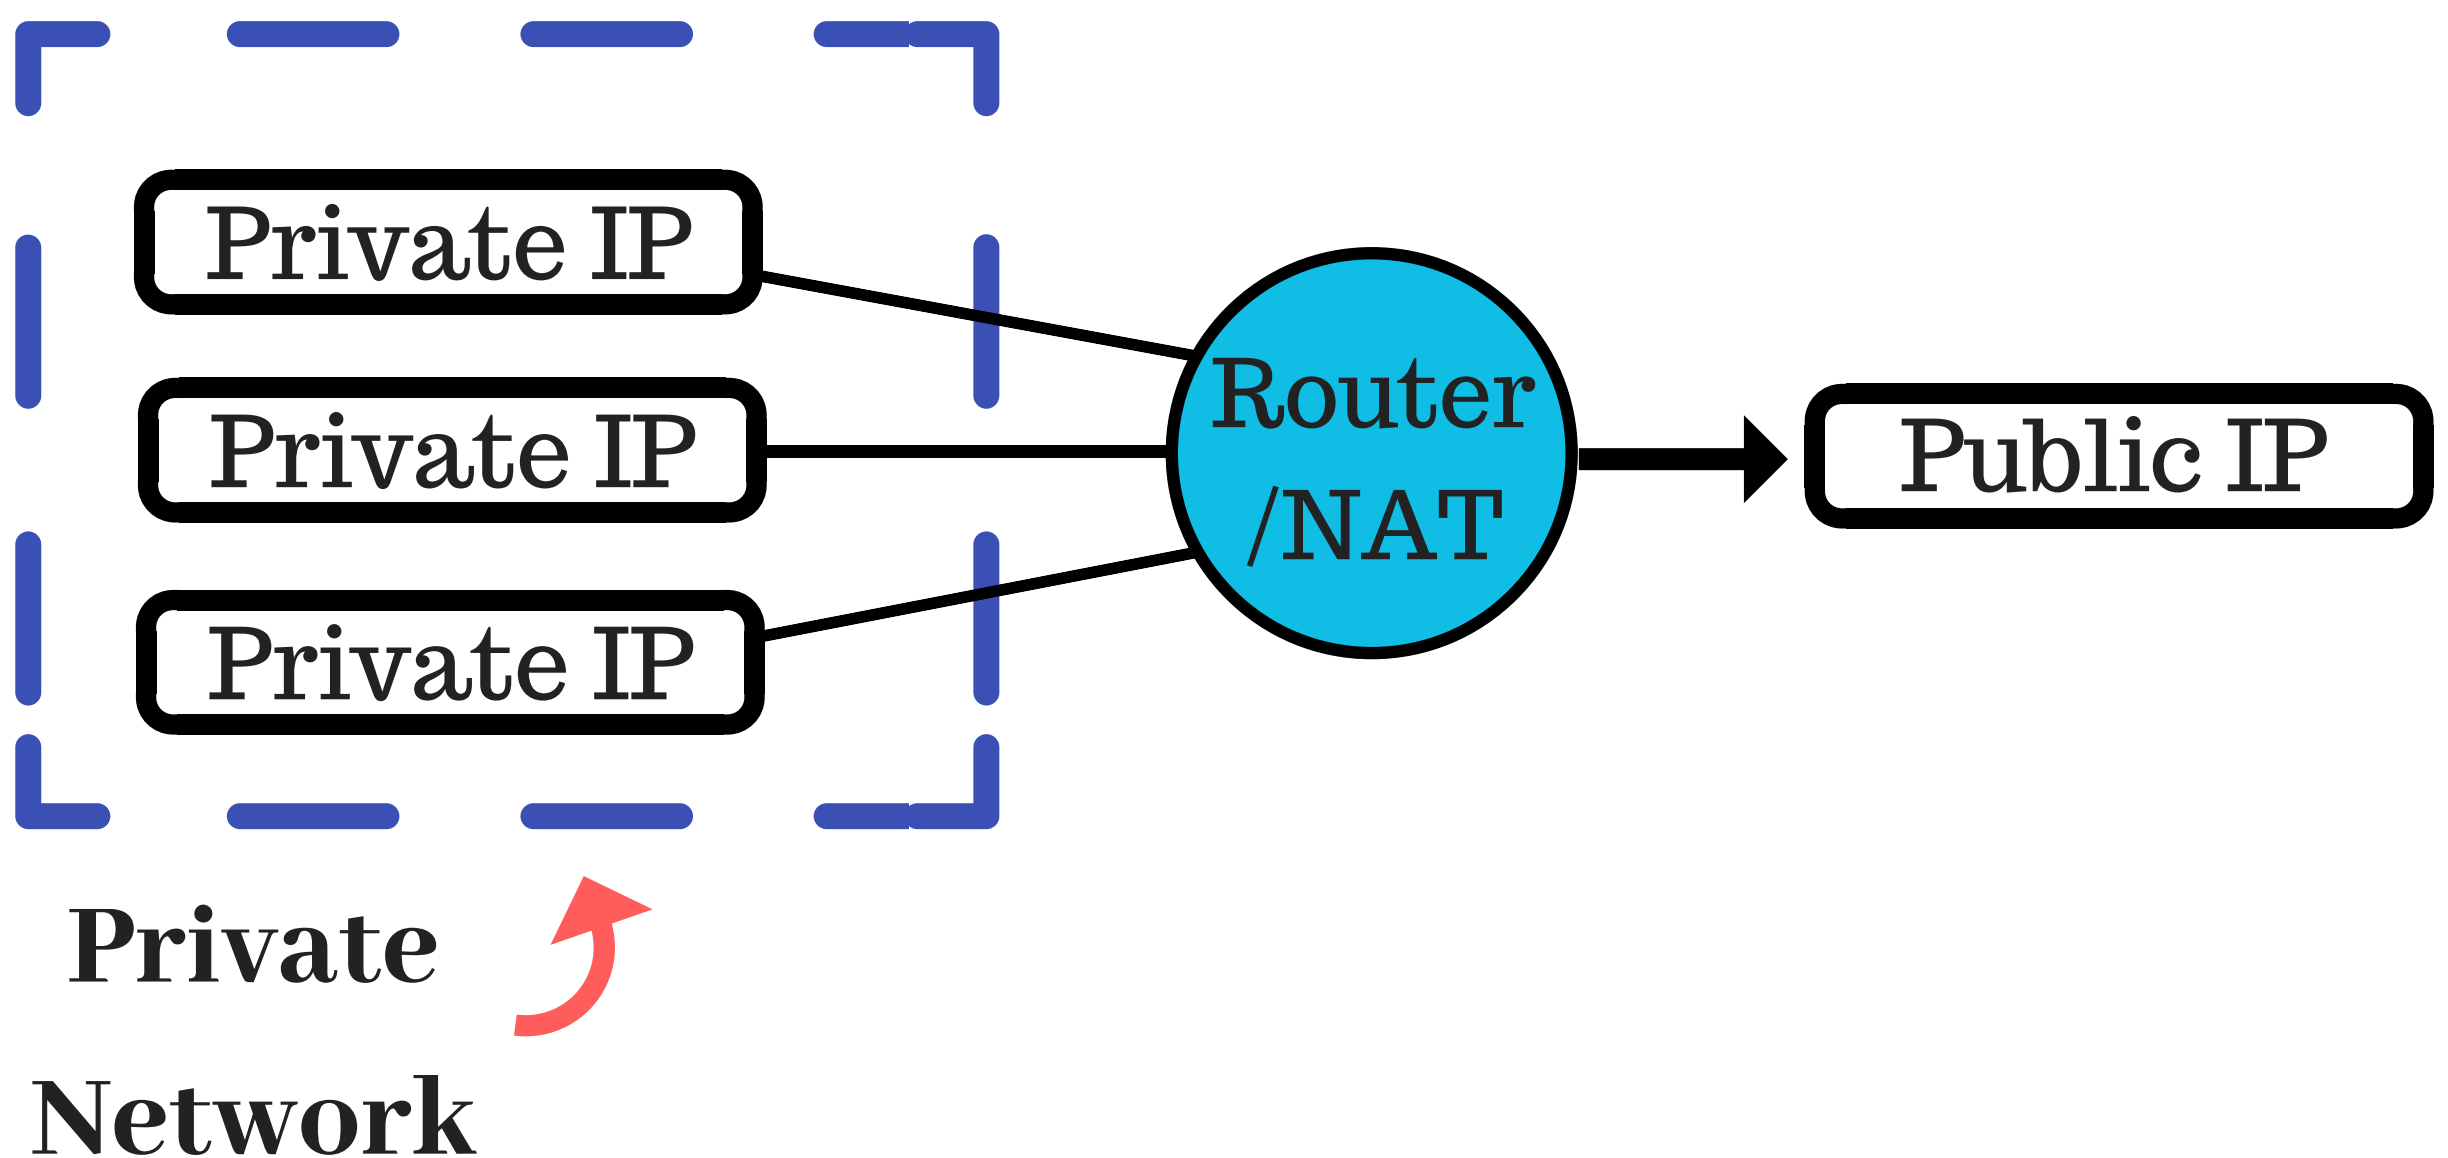 Private IP
Private IP
Private IP
Router
/NAT
Public IP
Private
Network